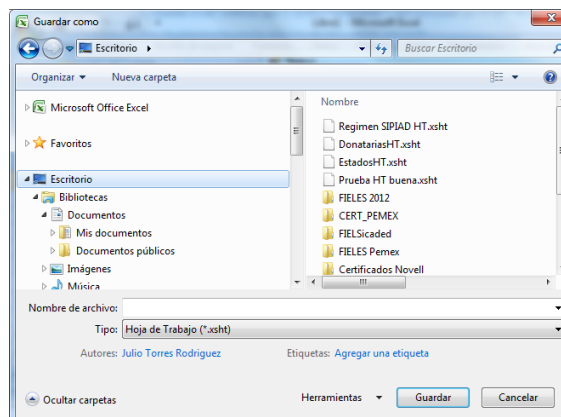 Guardar como
Escritorio
Buscar Escritorio
Organizar
Nueva carpeta
Microsoft Office Excel
Favoritos
Escritorio
Bibliotecas
Documentos
Mis documentos
Documentos públicos
Imágenes
Música
Nombre
Regimen SIPIAD HT.xsht
DonatariasHT.xsht
EstadosHT.xsht
Prueba HT buena.xsht
FIELES 2012
CERT_PEMEX
FIELSicaded
FIELES Pemex
Certificados Novell
Nombre de archivo:
Tipo: Hoja de Trabajo (*.xsht)
Autores: Julio Torres Rodriguez
Etiquetas: Agregar una etiqueta
Ocultar carpetas
Herramientas
Guardar
Cancelar